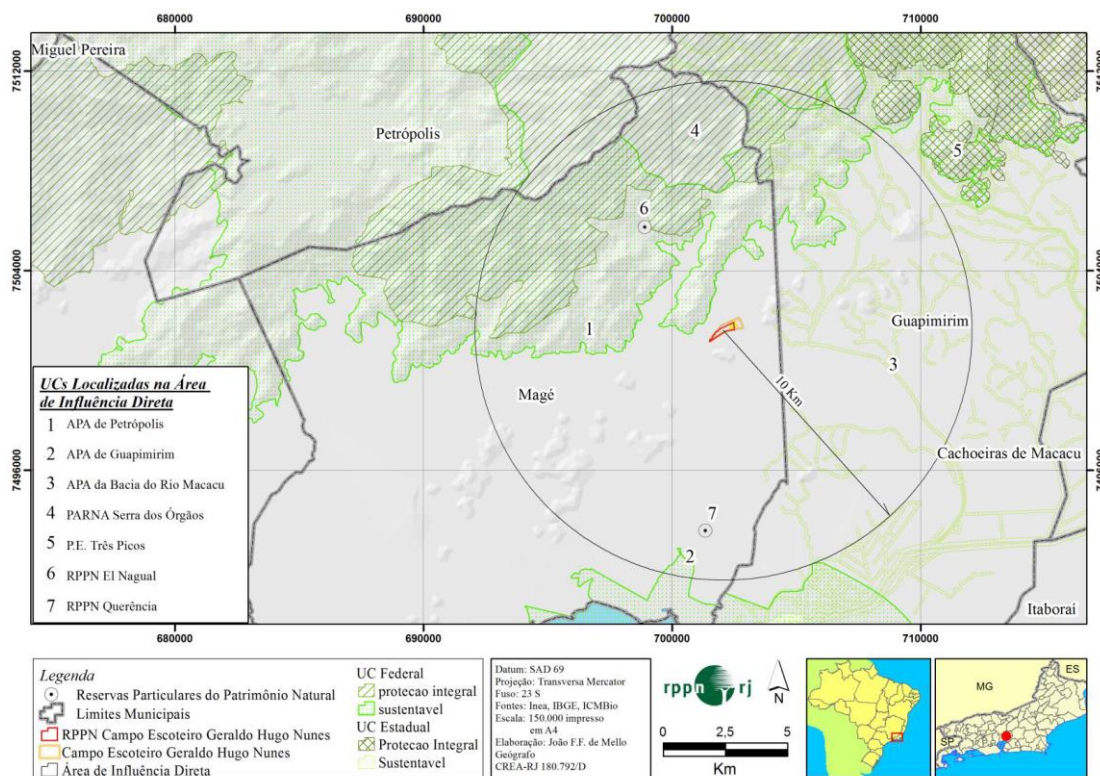 680000
690000
700000
710000
7512000
7512000
Miguel Pereira
Petrópolis
4
5
6
7504000
7504000
1
Guapimirim
3
Magé
10 Km
UCs Localizadas na Área
de Influência Direta
1 APA de Petrópolis
2 APA de Guapimirim
3 APA da Bacia do Rio Macacu
4 PARNA Serra dos Órgãos
5 P.E. Três Picos
6 RPPN El Nagual
7 RPPN Querência
Cachoeiras de Macacu
7496000
7496000
7
2
Itaboraí
680000
690000
700000
710000
Legenda
Reservas Particulares do Patrimônio Natural
Limites Municipais
RPPN Campo Escoteiro Geraldo Hugo Nunes
Campo Escoteiro Geraldo Hugo Nunes
Área de Influência Direta
UC Federal
protecao integral
sustentavel
UC Estadual
Protecao Integral
Sustentavel
Datum: SAD 69
Projeção: Transversa Mercator
Fuso: 23 S
Fontes: Inea, IBGE, ICMBio
Escala: 150.000 impresso
em A4
Elaboração: João F.F. de Mello
Geógrafo
CREA-RJ 180.792/D
rppn rj
N
0 2,5 5
Km
MG
ES
SP